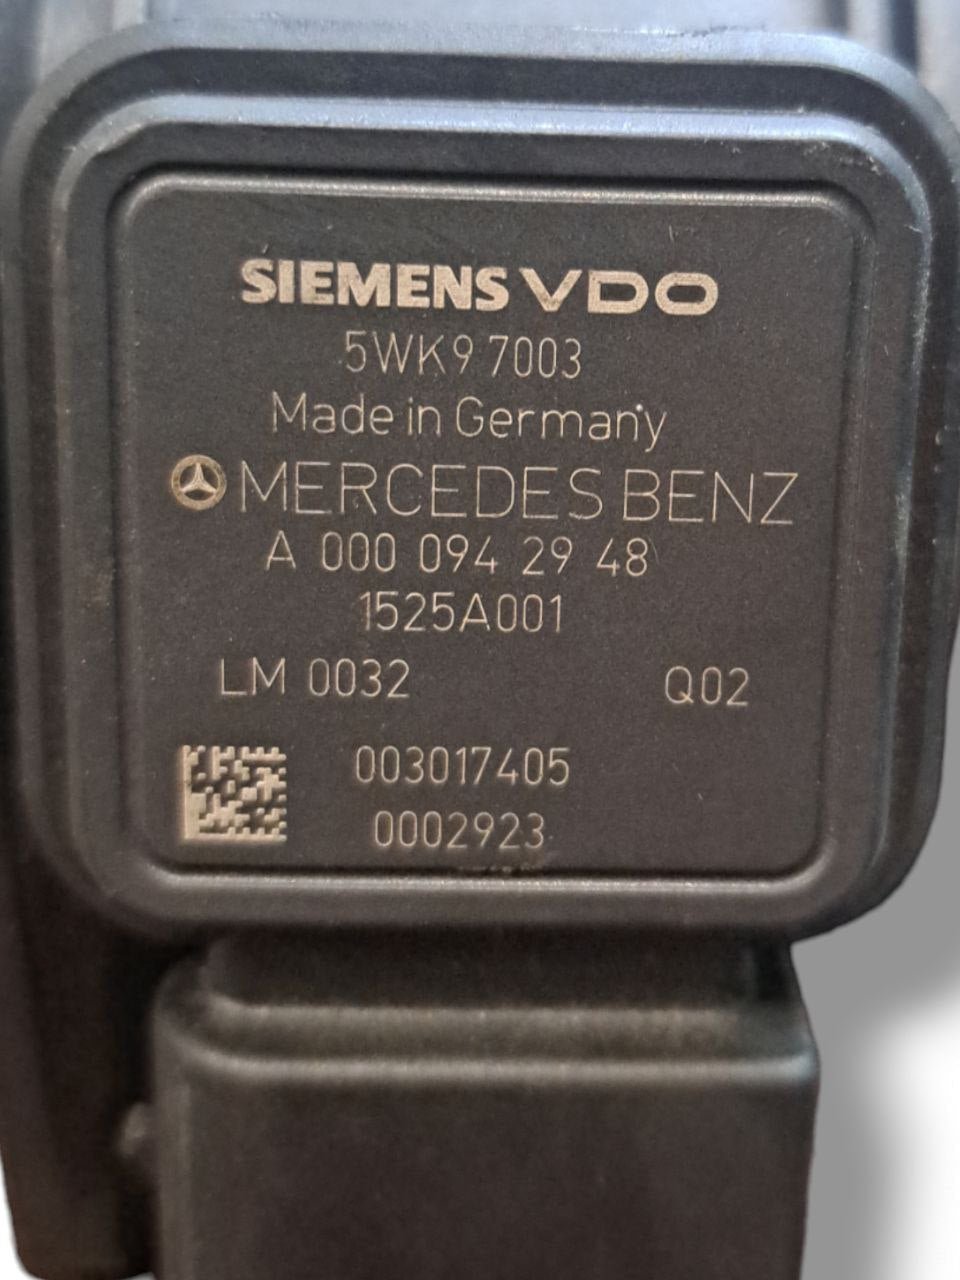 SIEMENS VDO
5WK9 7003
Made in Germany
MERCEDES BENZ
A 000 094 29 48
1525A001
LM 0032 Q02
003017405
0002923